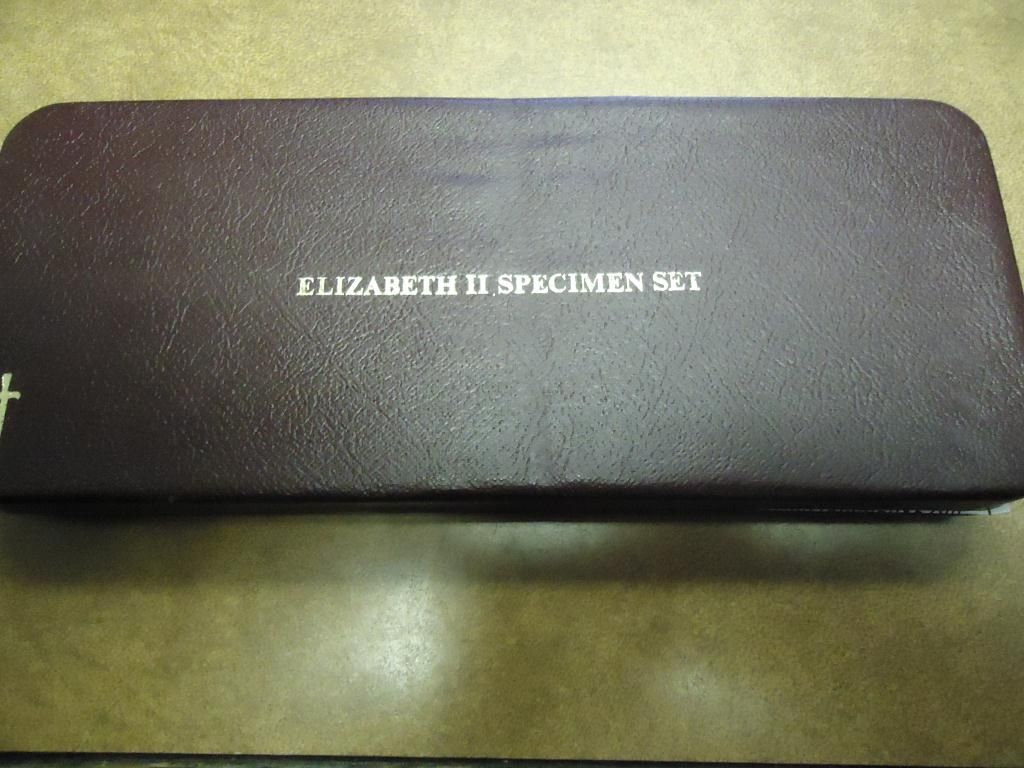 ELIZABETH II SPECIMEN SET